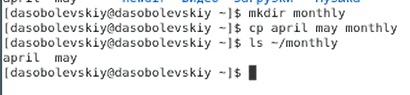 april may newdir Видео Загрузки Музыка
[dasobolevskiy@dasobolevskiy ~]$ mkdir monthly
[dasobolevskiy@dasobolevskiy ~]$ cp april may monthly
[dasobolevskiy@dasobolevskiy ~]$ ls ~/monthly
april may
[dasobolevskiy@dasobolevskiy ~]$